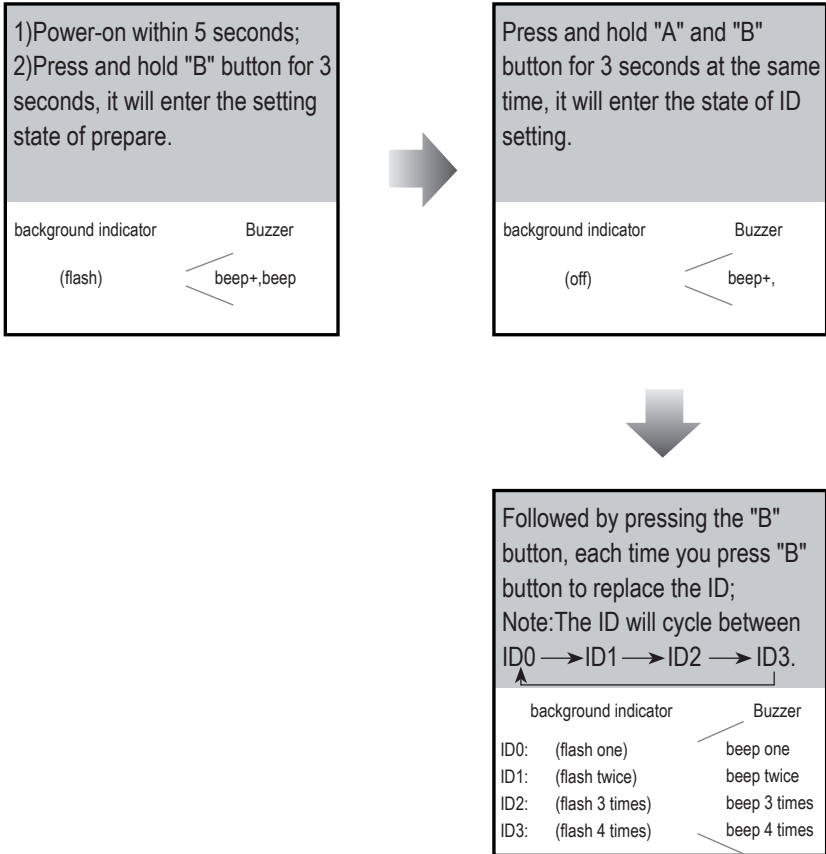 1)Power-on within 5 seconds;
2)Press and hold "B" button for 3
seconds, it will enter the setting
state of prepare.
background indicator Buzzer
(flash) beep+,beep
Press and hold "A" and "B"
button for 3 seconds at the same
time, it will enter the state of ID
setting.
background indicator Buzzer
(off) beep+,
Followed by pressing the "B"
button, each time you press "B"
button to replace the ID;
Note:The ID will cycle between
ID0 → ID1 → ID2 → ID3.
background indicator Buzzer
ID0: (flash one) beep one
ID1: (flash twice) beep twice
ID2: (flash 3 times) beep 3 times
ID3: (flash 4 times) beep 4 times